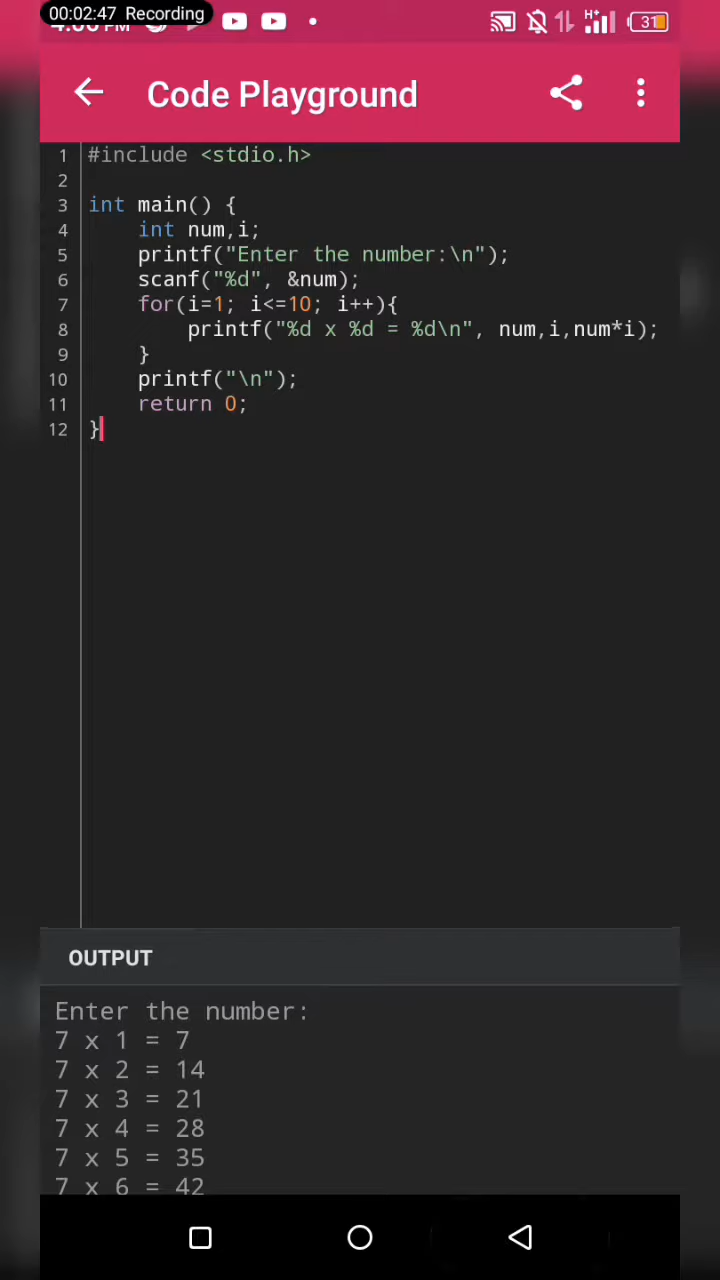 00:02:47 Recording
H+
31
Code Playground
1 #include <stdio.h>
2
3 int main() {
4     int num,i;
5     printf("Enter the number:\n");
6     scanf("%d", &num);
7     for(i=1; i<=10; i++){
8         printf("%d x %d = %d\n", num,i,num*i);
9     }
10     printf("\n");
11     return 0;
12 }
OUTPUT
Enter the number:
7 x 1 = 7
7 x 2 = 14
7 x 3 = 21
7 x 4 = 28
7 x 5 = 35
7 x 6 = 42